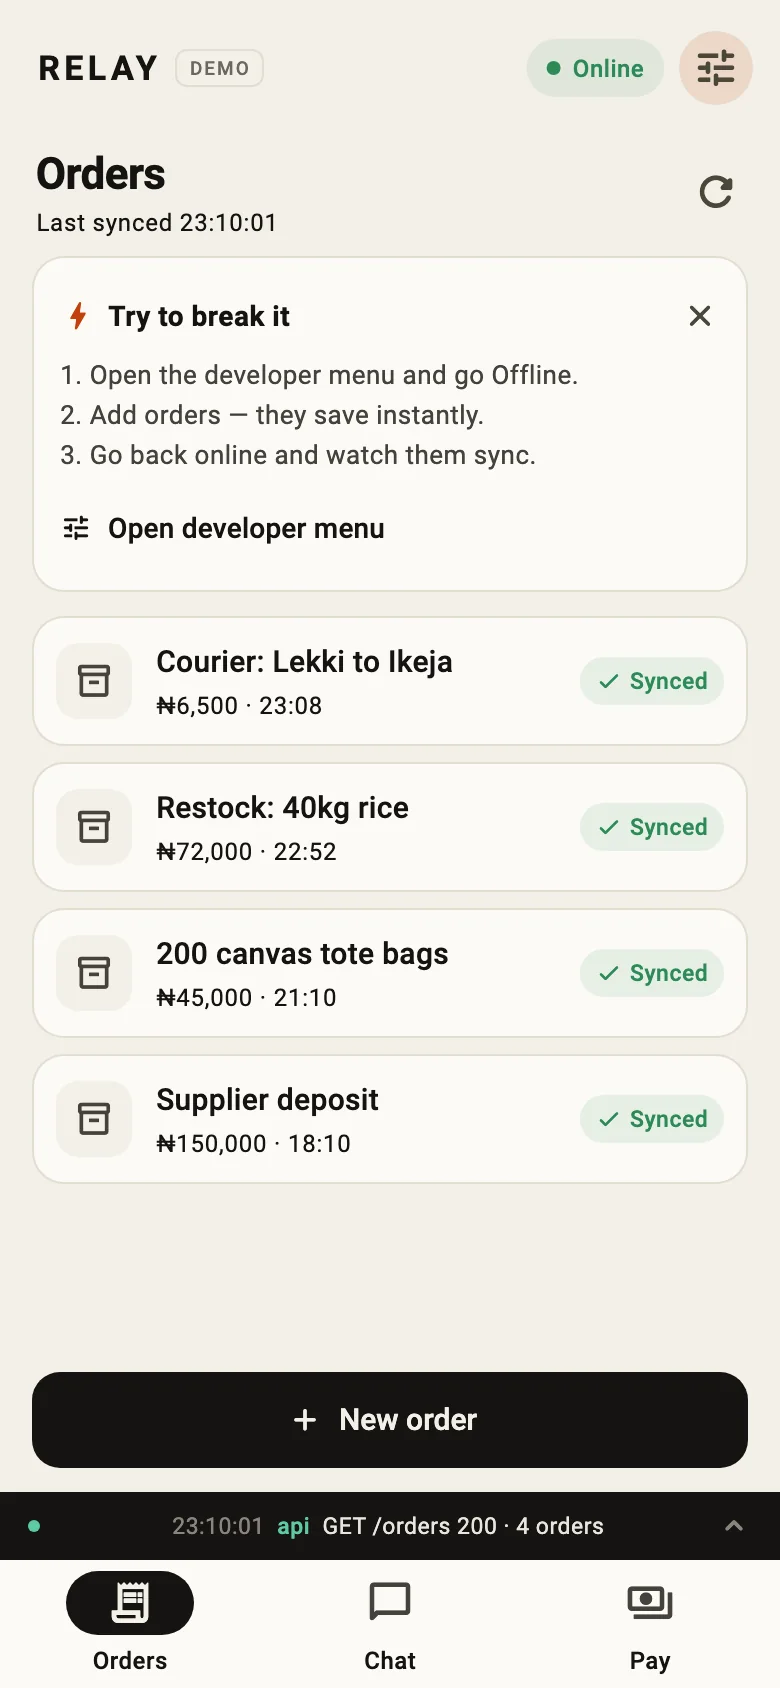 RELAY DEMO Online
Orders
Last synced 23:10:01
Try to break it
1. Open the developer menu and go Offline.
2. Add orders — they save instantly.
3. Go back online and watch them sync.
Open developer menu
Courier: Lekki to Ikeja
₦6,500 · 23:08
Synced
Restock: 40kg rice
₦72,000 · 22:52
Synced
200 canvas tote bags
₦45,000 · 21:10
Synced
Supplier deposit
₦150,000 · 18:10
Synced
+ New order
23:10:01 api GET /orders 200 · 4 orders
Orders Chat Pay